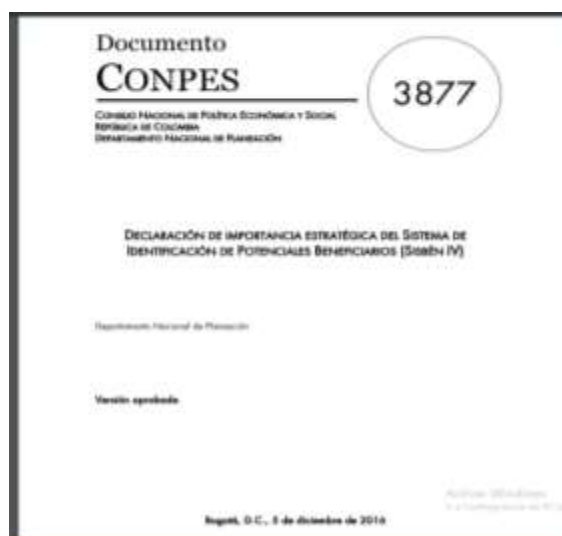 Documento
CONPES
3877
CONSEJO NACIONAL DE POLÍTICA ECONÓMICA Y SOCIAL
REPÚBLICA DE COLOMBIA
DEPARTAMENTO NACIONAL DE PLANEACIÓN
DECLARACIÓN DE IMPORTANCIA ESTRATÉGICA DEL SISTEMA DE
IDENTIFICACIÓN DE POTENCIALES BENEFICIARIOS (SISBÉN IV)
Departamento Nacional de Planeación
Versión aprobada
Activar Windows
Bogotá, D.C., 5 de diciembre de 2016